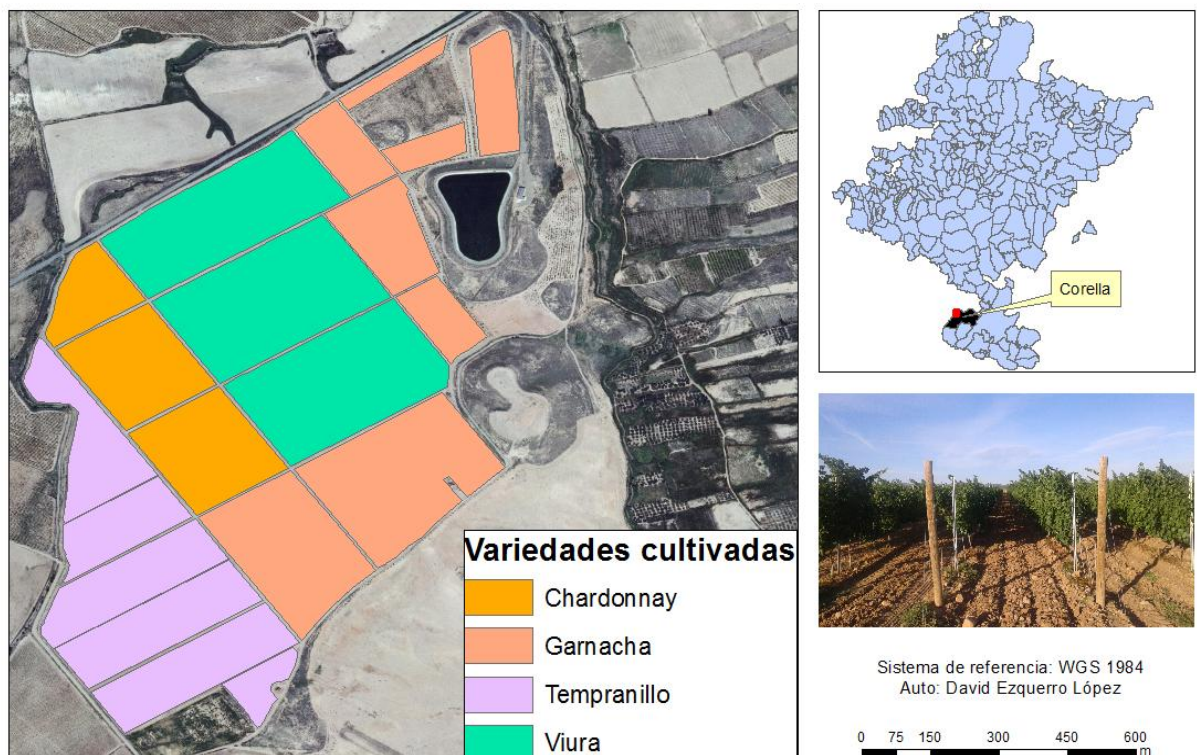 Variedades cultivadas
Chardonnay
Garnacha
Tempranillo
Viura
Corella
Sistema de referencia: WGS 1984
Auto: David Ezquerro López
0 75 150 300 450 600
m